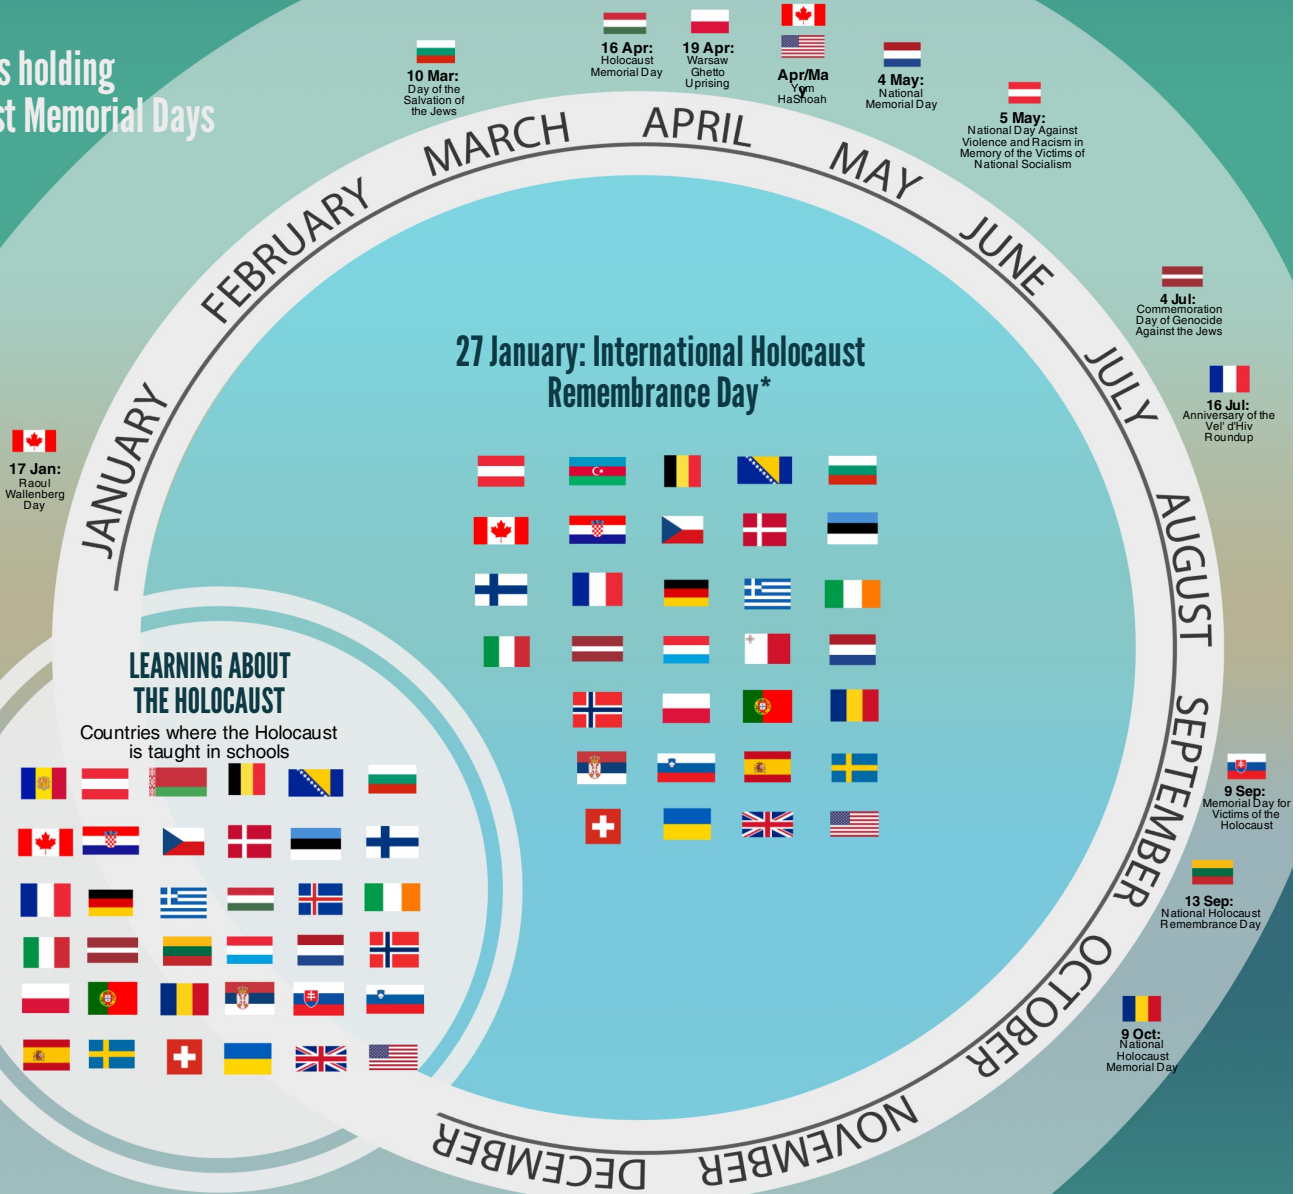 s holding
st Memorial Days
10 Mar:
Day of the
Salvation of
the Jews
16 Apr:
Holocaust
Memorial Day
19 Apr:
Warsaw
Ghetto
Uprising
Apr/Ma
y
Yom
HaShoah
4 May:
National
Memorial Day
5 May:
National Day Against
Violence and Racism in
Memory of the Victims of
National Socialism
4 Jul:
Commemoration
Day of Genocide
Against the Jews
16 Jul:
Anniversary of the
Vel' d'Hiv
Roundup
9 Sep:
Memorial Day for
Victims of the
Holocaust
13 Sep:
National Holocaust
Remembrance Day
9 Oct:
National
Holocaust
Memorial Day
17 Jan:
Raoul
Wallenberg
Day
JANUARY
FEBRUARY
MARCH
APRIL
MAY
JUNE
JULY
AUGUST
SEPTEMBER
OCTOBER
NOVEMBER
DECEMBER
27 January: International Holocaust
Remembrance Day*
LEARNING ABOUT
THE HOLOCAUST
Countries where the Holocaust
is taught in schools